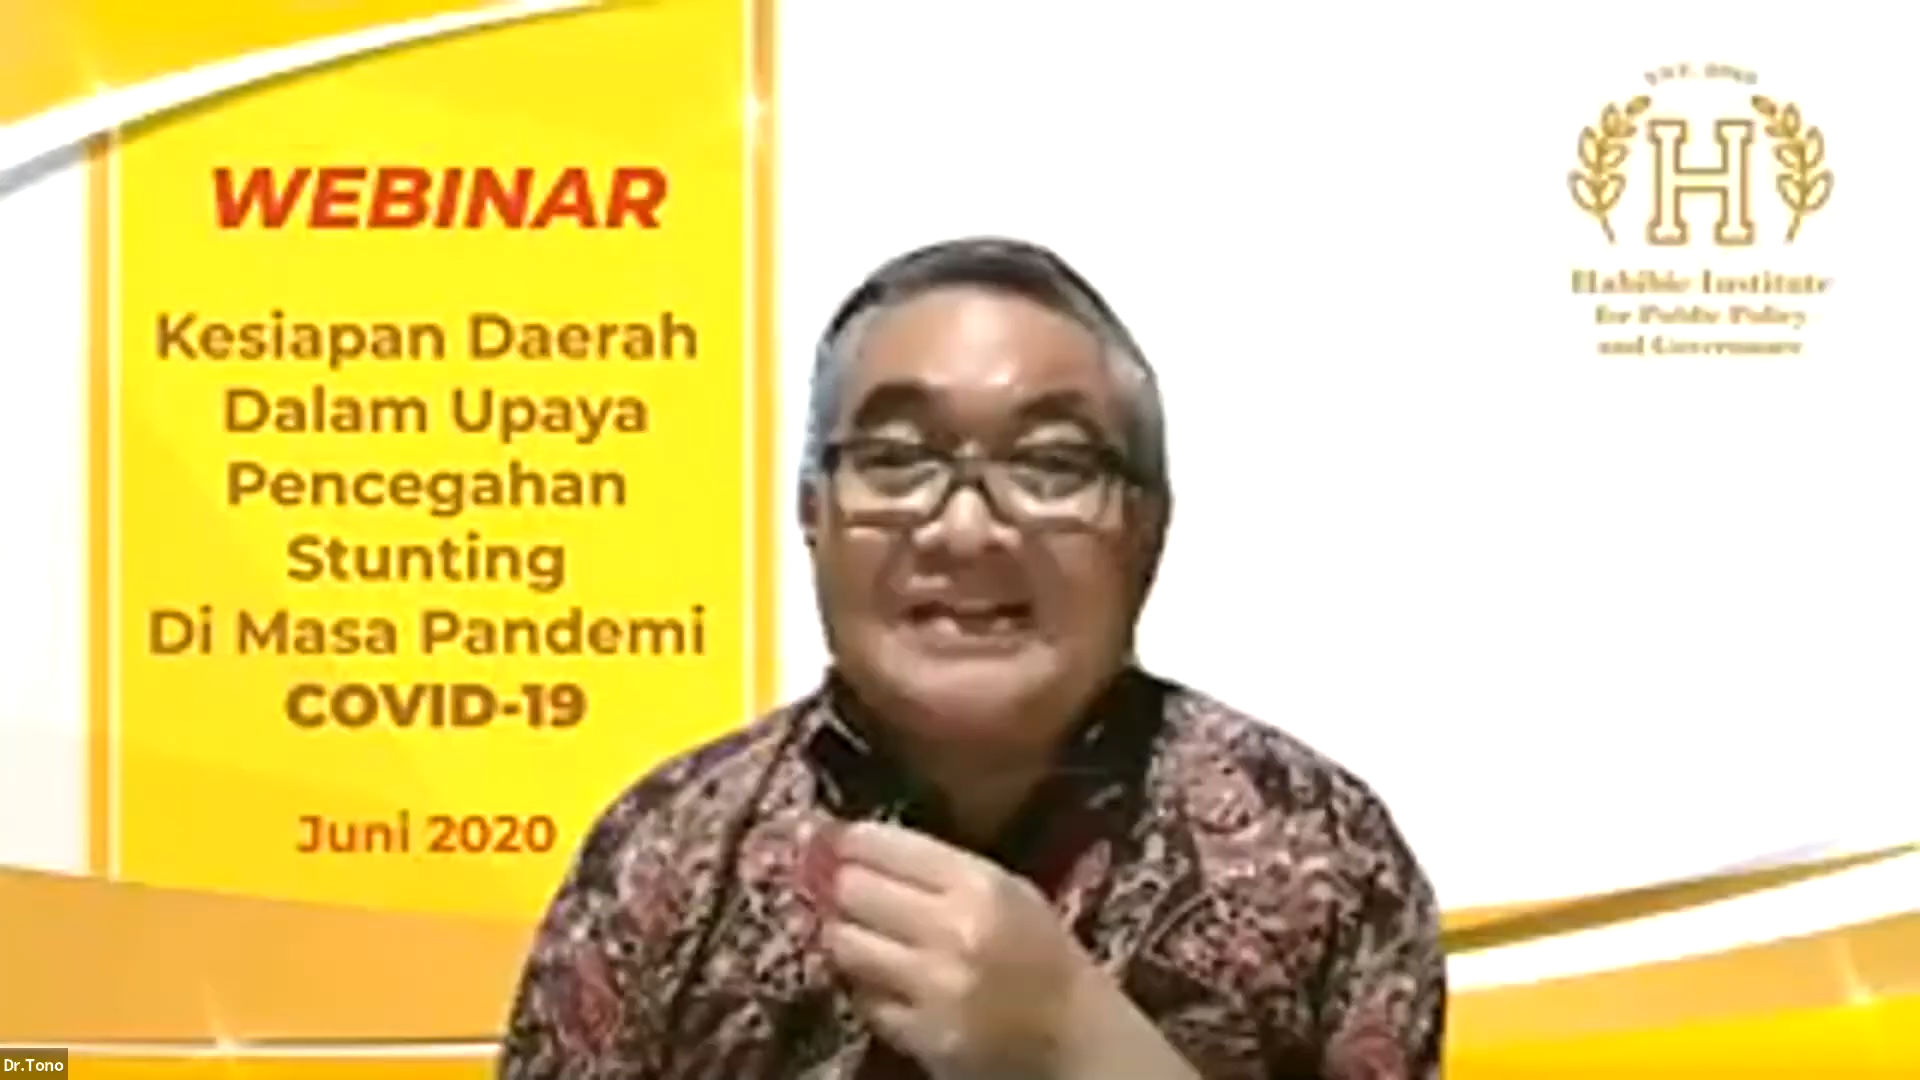 WEBINAR
Kesiapan Daerah
Dalam Upaya
Pencegahan
Stunting
Di Masa Pandemi
COVID-19
Juni 2020
H
Habibie Institute
for Public Policy
and Governance
Dr.Tono